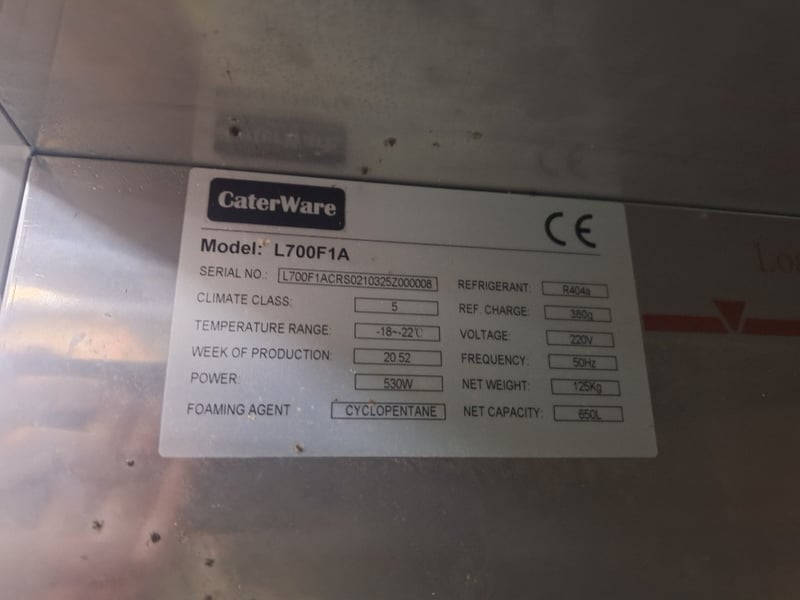 CaterWare
CE
Model: L700F1A
SERIAL NO.: L700F1ACRS0210325Z000008
CLIMATE CLASS: 5
TEMPERATURE RANGE: -18~-22℃
WEEK OF PRODUCTION: 20.52
POWER: 530W
FOAMING AGENT CYCLOPENTANE
REFRIGERANT: R404a
REF. CHARGE: 380g
VOLTAGE: 220V
FREQUENCY: 50Hz
NET WEIGHT: 125Kg
NET CAPACITY: 650L